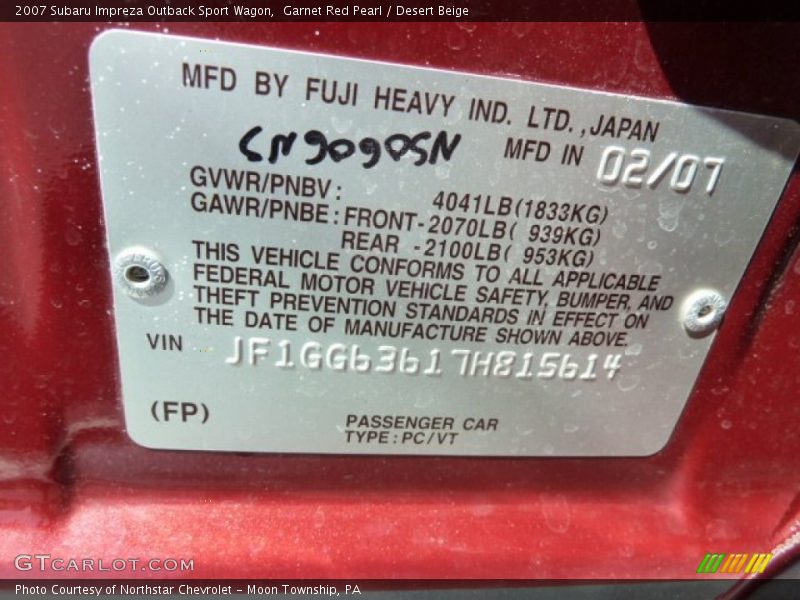 2007 Subaru Impreza Outback Sport Wagon,  Garnet Red Pearl / Desert Beige
MFD BY FUJI HEAVY IND. LTD., JAPAN
MFD IN 02/07
GVWR/PNBV: 4041LB(1833KG)
GAWR/PNBE: FRONT-2070LB( 939KG)
REAR -2100LB( 953KG)
THIS VEHICLE CONFORMS TO ALL APPLICABLE
FEDERAL MOTOR VEHICLE SAFETY, BUMPER, AND
THEFT PREVENTION STANDARDS IN EFFECT ON
THE DATE OF MANUFACTURE SHOWN ABOVE.
VIN JF1GG63617H815614
(FP)
PASSENGER CAR
TYPE: PC/VT
GTCARLOT.COM
Photo Courtesy of Northstar Chevrolet - Moon Township, PA